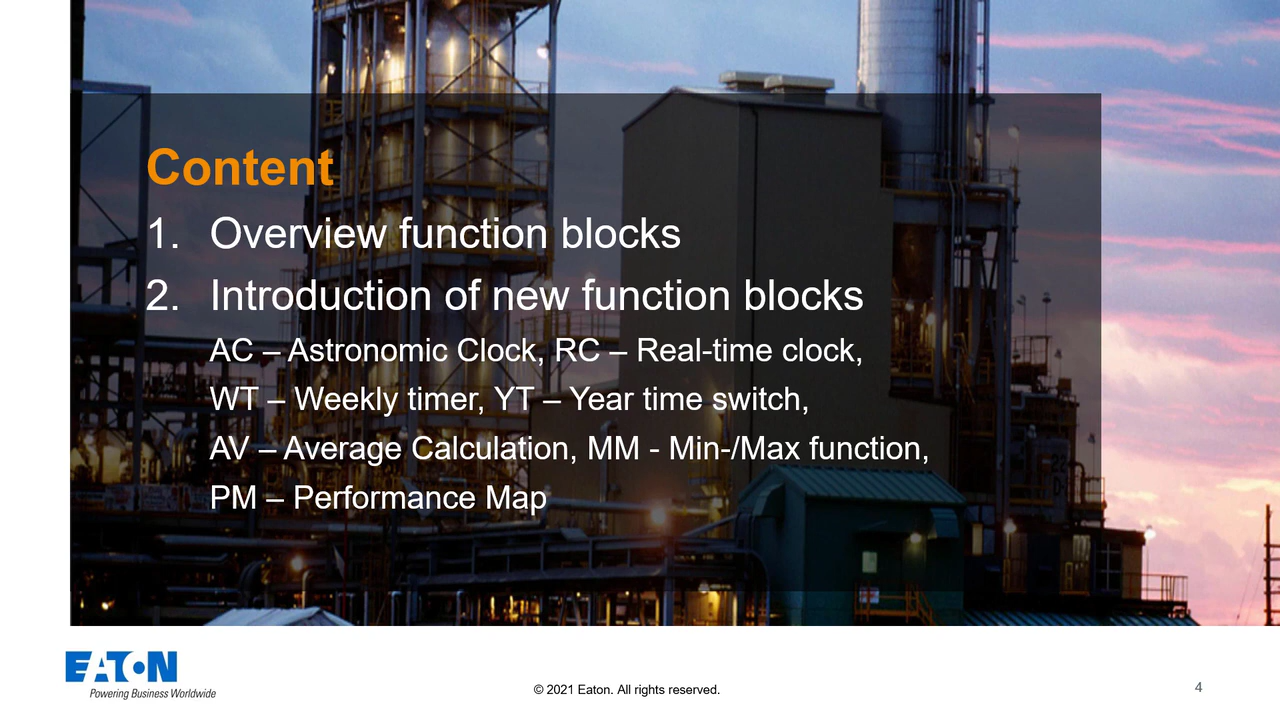 Content
1. Overview function blocks
2. Introduction of new function blocks
AC – Astronomic Clock, RC – Real-time clock,
WT – Weekly timer, YT – Year time switch,
AV – Average Calculation, MM - Min-/Max function,
PM – Performance Map
EATON
Powering Business Worldwide
© 2021 Eaton. All rights reserved.
4